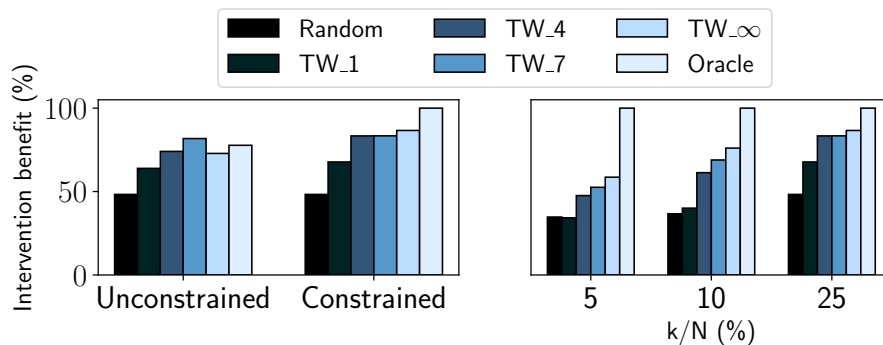 Random TW_4 TW_∞
TW_1 TW_7 Oracle
Intervention benefit (%)
100
50
0
Unconstrained Constrained
5 10 25
k/N (%)